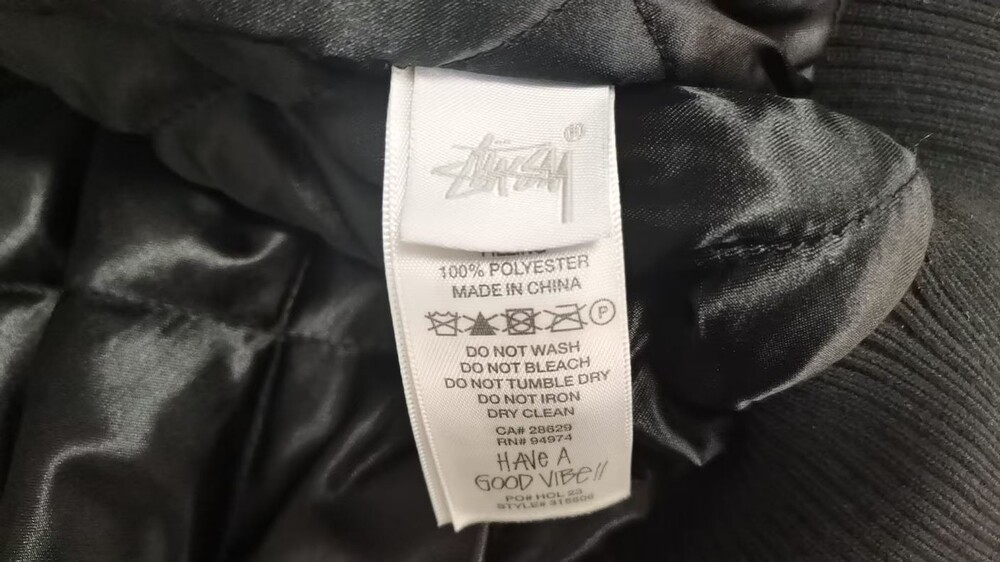 STÜSSY ®
100% POLYESTER
MADE IN CHINA
P
DO NOT WASH
DO NOT BLEACH
DO NOT TUMBLE DRY
DO NOT IRON
DRY CLEAN
CA# 28629
RN# 94974
HAVE A
GOOD VIBE!!
PO# HOL 23